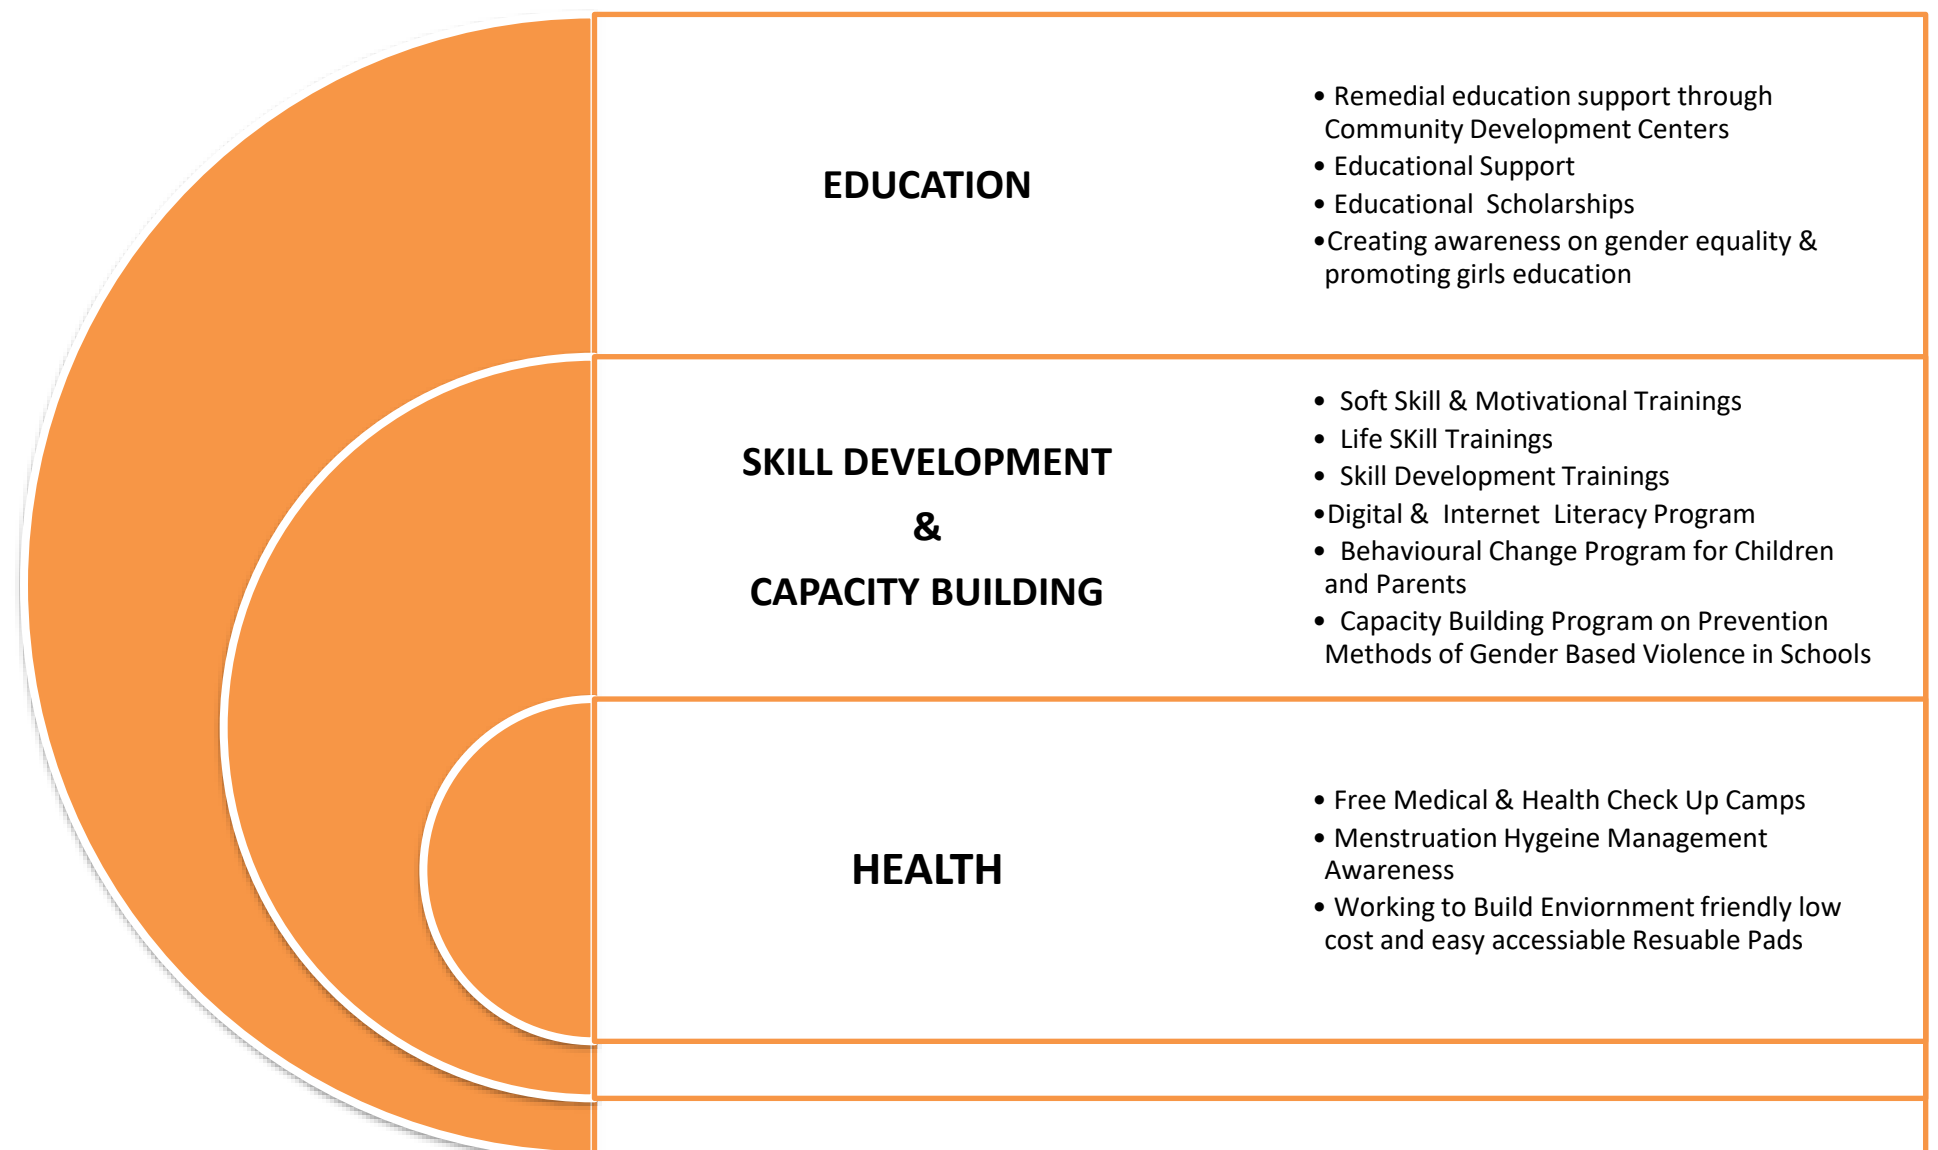 EDUCATION
• Remedial education support through
Community Development Centers
• Educational Support
• Educational  Scholarships
•Creating awareness on gender equality &
promoting girls education
SKILL DEVELOPMENT
&
CAPACITY BUILDING
•  Soft Skill & Motivational Trainings
•  Life SKill Trainings
•  Skill Development Trainings
•Digital &  Internet  Literacy Program
•  Behavioural Change Program for Children
and Parents
•  Capacity Building Program on Prevention
Methods of Gender Based Violence in Schools
HEALTH
• Free Medical & Health Check Up Camps
• Menstruation Hygeine Management
Awareness
• Working to Build Enviornment friendly low
cost and easy accessiable Resuable Pads